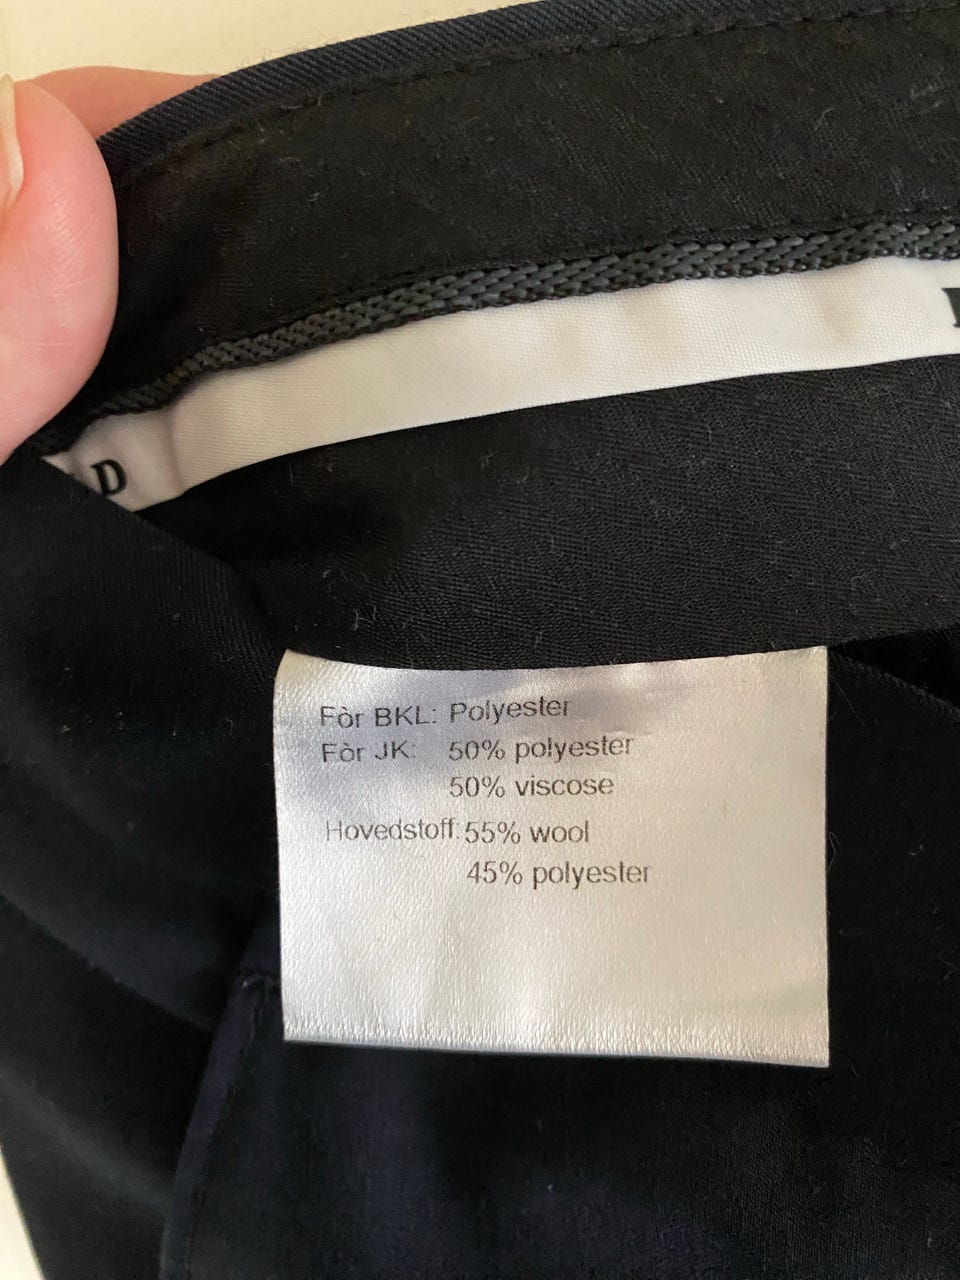 D
Fòr BKL: Polyester
Fòr JK: 50% polyester
50% viscose
Hovedstoff: 55% wool
45% polyester